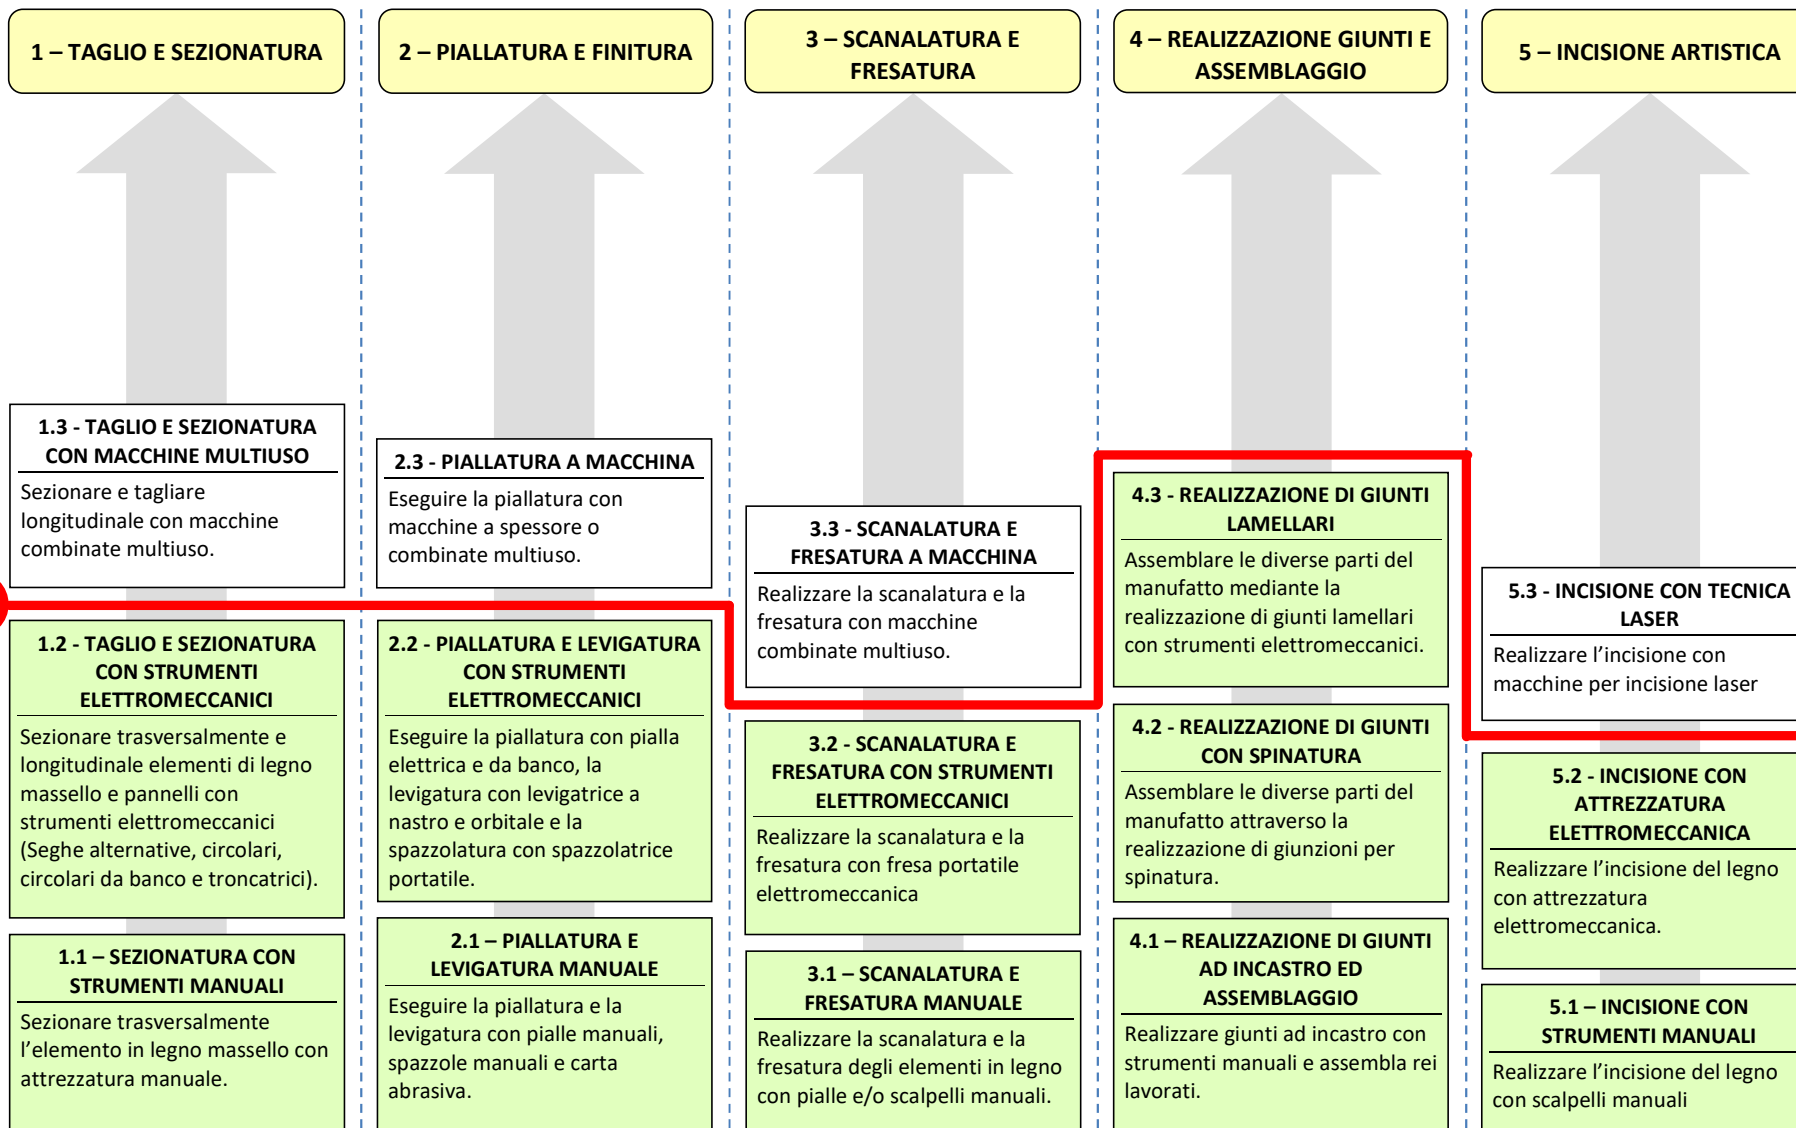 1 – TAGLIO E SEZIONATURA
1.3 - TAGLIO E SEZIONATURA
CON MACCHINE MULTIUSO
Sezionare e tagliare
longitudinale con macchine
combinate multiuso.
1.2 - TAGLIO E SEZIONATURA
CON STRUMENTI
ELETTROMECCANICI
Sezionare trasversalmente e
longitudinale elementi di legno
massello e pannelli con
strumenti elettromeccanici
(Seghe alternative, circolari,
circolari da banco e troncatrici).
1.1 – SEZIONATURA CON
STRUMENTI MANUALI
Sezionare trasversalmente
l’elemento in legno massello con
attrezzatura manuale.
2 – PIALLATURA E FINITURA
2.3 - PIALLATURA A MACCHINA
Eseguire la piallatura con
macchine a spessore o
combinate multiuso.
2.2 - PIALLATURA E LEVIGATURA
CON STRUMENTI
ELETTROMECCANICI
Eseguire la piallatura con pialla
elettrica e da banco, la
levigatura con levigatrice a
nastro e orbitale e la
spazzolatura con spazzolatrice
portatile.
2.1 – PIALLATURA E
LEVIGATURA MANUALE
Eseguire la piallatura e la
levigatura con pialle manuali,
spazzole manuali e carta
abrasiva.
3 – SCANALATURA E
FRESATURA
3.3 - SCANALATURA E
FRESATURA A MACCHINA
Realizzare la scanalatura e la
fresatura con macchine
combinate multiuso.
3.2 - SCANALATURA E
FRESATURA CON STRUMENTI
ELETTROMECCANICI
Realizzare la scanalatura e la
fresatura con fresa portatile
elettromeccanica
3.1 – SCANALATURA E
FRESATURA MANUALE
Realizzare la scanalatura e la
fresatura degli elementi in legno
con pialle e/o scalpelli manuali.
4 – REALIZZAZIONE GIUNTI E
ASSEMBLAGGIO
4.3 - REALIZZAZIONE DI GIUNTI
LAMELLARI
Assemblare le diverse parti del
manufatto mediante la
realizzazione di giunti lamellari
con strumenti elettromeccanici.
4.2 - REALIZZAZIONE DI GIUNTI
CON SPINATURA
Assemblare le diverse parti del
manufatto attraverso la
realizzazione di giunzioni per
spinatura.
4.1 – REALIZZAZIONE DI GIUNTI
AD INCASTRO ED
ASSEMBLAGGIO
Realizzare giunti ad incastro con
strumenti manuali e assembla rei
lavorati.
5 – INCISIONE ARTISTICA
5.3 - INCISIONE CON TECNICA
LASER
Realizzare l’incisione con
macchine per incisione laser
5.2 - INCISIONE CON
ATTREZZATURA
ELETTROMECCANICA
Realizzare l’incisione del legno
con attrezzatura
elettromeccanica.
5.1 – INCISIONE CON
STRUMENTI MANUALI
Realizzare l’incisione del legno
con scalpelli manuali